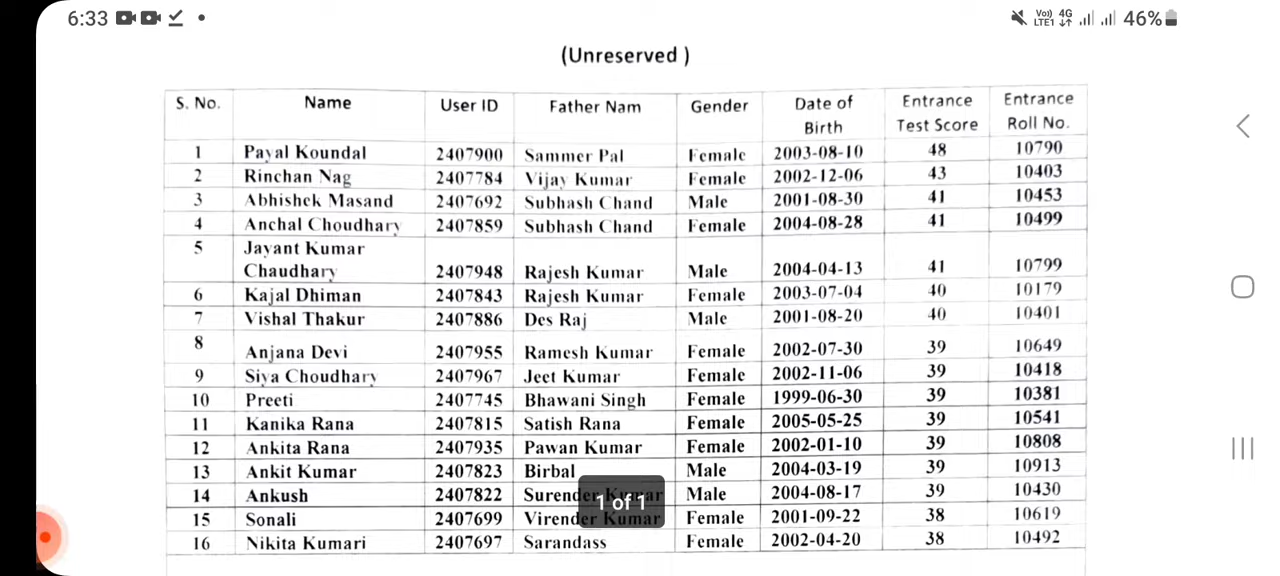 6:33
Vo)) LTE1 4G 46%
(Unreserved )
S. No. Name User ID Father Nam Gender Date of Birth Entrance Test Score Entrance Roll No.
1 Payal Koundal 2407900 Sammer Pal Female 2003-08-10 48 10790
2 Rinchan Nag 2407784 Vijay Kumar Female 2002-12-06 43 10403
3 Abhishek Masand 2407692 Subhash Chand Male 2001-08-30 41 10453
4 Anchal Choudhary 2407859 Subhash Chand Female 2004-08-28 41 10499
5 Jayant Kumar Chaudhary 2407948 Rajesh Kumar Male 2004-04-13 41 10799
6 Kajal Dhiman 2407843 Rajesh Kumar Female 2003-07-04 40 10179
7 Vishal Thakur 2407886 Des Raj Male 2001-08-20 40 10401
8 Anjana Devi 2407955 Ramesh Kumar Female 2002-07-30 39 10649
9 Siya Choudhary 2407967 Jeet Kumar Female 2002-11-06 39 10418
10 Preeti 2407745 Bhawani Singh Female 1999-06-30 39 10381
11 Kanika Rana 2407815 Satish Rana Female 2005-05-25 39 10541
12 Ankita Rana 2407935 Pawan Kumar Female 2002-01-10 39 10808
13 Ankit Kumar 2407823 Birbal Male 2004-03-19 39 10913
14 Ankush 2407822 Surender Kumar Male 2004-08-17 39 10430
1 of 1
15 Sonali 2407699 Virender Kumar Female 2001-09-22 38 10619
16 Nikita Kumari 2407697 Sarandass Female 2002-04-20 38 10492